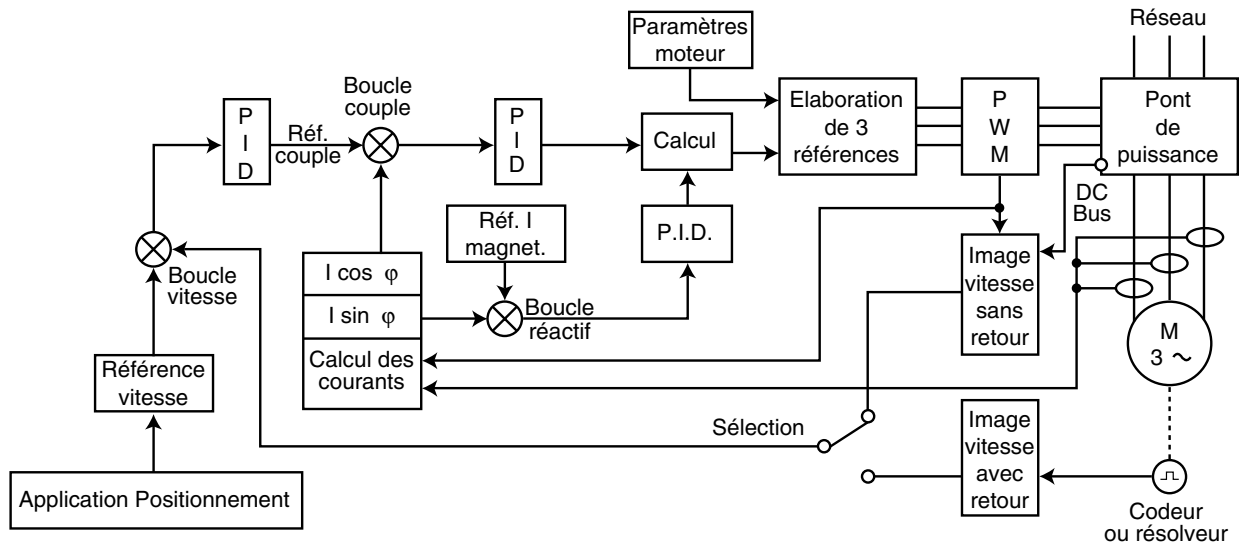 Réseau
Paramètres
moteur
Boucle
couple
P
I
D
Réf.
couple
P
I
D
Calcul
Elaboration
de 3
références
P
W
M
Pont
de
puissance
DC
Bus
Réf. I
magnet.
P.I.D.
Image
vitesse
sans
retour
Boucle
vitesse
I cos φ
I sin φ
Calcul des
courants
Boucle
réactif
M
3 ~
Référence
vitesse
Sélection
Image
vitesse
avec
retour
Application Positionnement
Codeur
ou résolveur